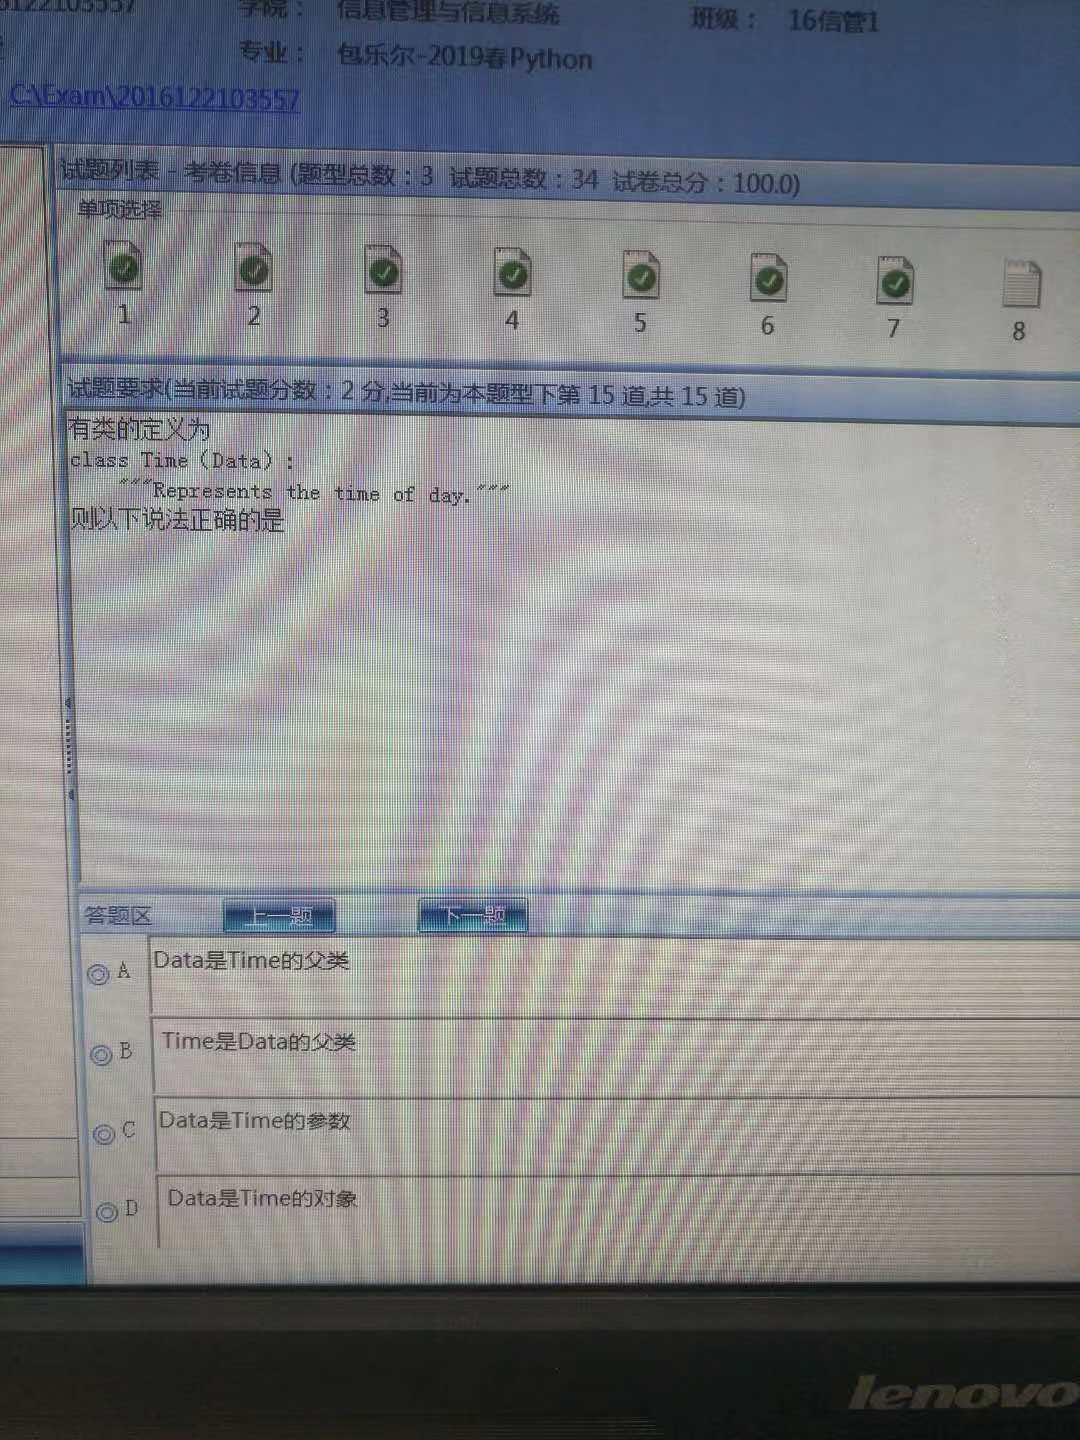 学院： 信息管理与信息系统 班级： 16信管1
专业： 包乐尔-2019春Python
C:\Exam\2016122103557
试题列表 - 考卷信息 (题型总数：3 试题总数：34 试卷总分：100.0)
单项选择
1 2 3 4 5 6 7 8
试题要求(当前试题分数：2 分,当前为本题型下第 15 道,共 15 道)
有类的定义为
class Time（Data）:
"""Represents the time of day."""
则以下说法正确的是
答题区 上一题 下一题
A Data是Time的父类
B Time是Data的父类
C Data是Time的参数
D Data是Time的对象
lenovo